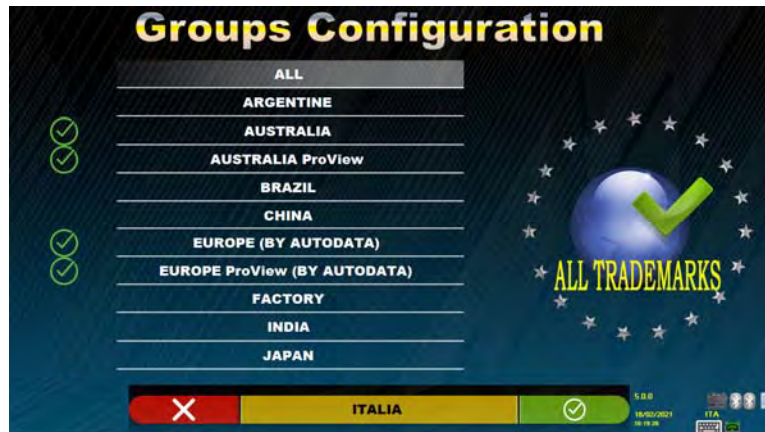 Groups Configuration
ALL
ARGENTINE
AUSTRALIA
AUSTRALIA ProView
BRAZIL
CHINA
EUROPE (BY AUTODATA)
EUROPE ProView (BY AUTODATA)
FACTORY
INDIA
JAPAN
ALL TRADEMARKS
ITALIA
5.0.0
18/02/2021
ITA